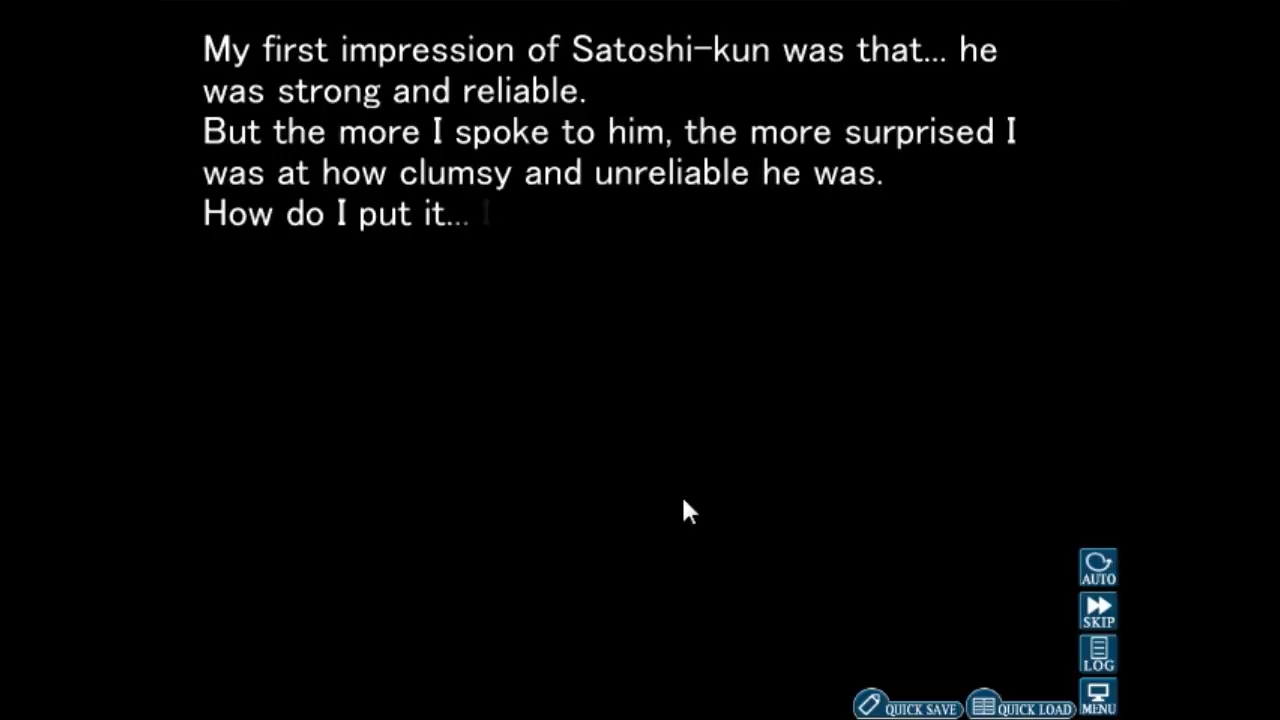 My first impression of Satoshi-kun was that... he
was strong and reliable.
But the more I spoke to him, the more surprised I
was at how clumsy and unreliable he was.
How do I put it... I
AUTO
SKIP
LOG
MENU
QUICK SAVE
QUICK LOAD